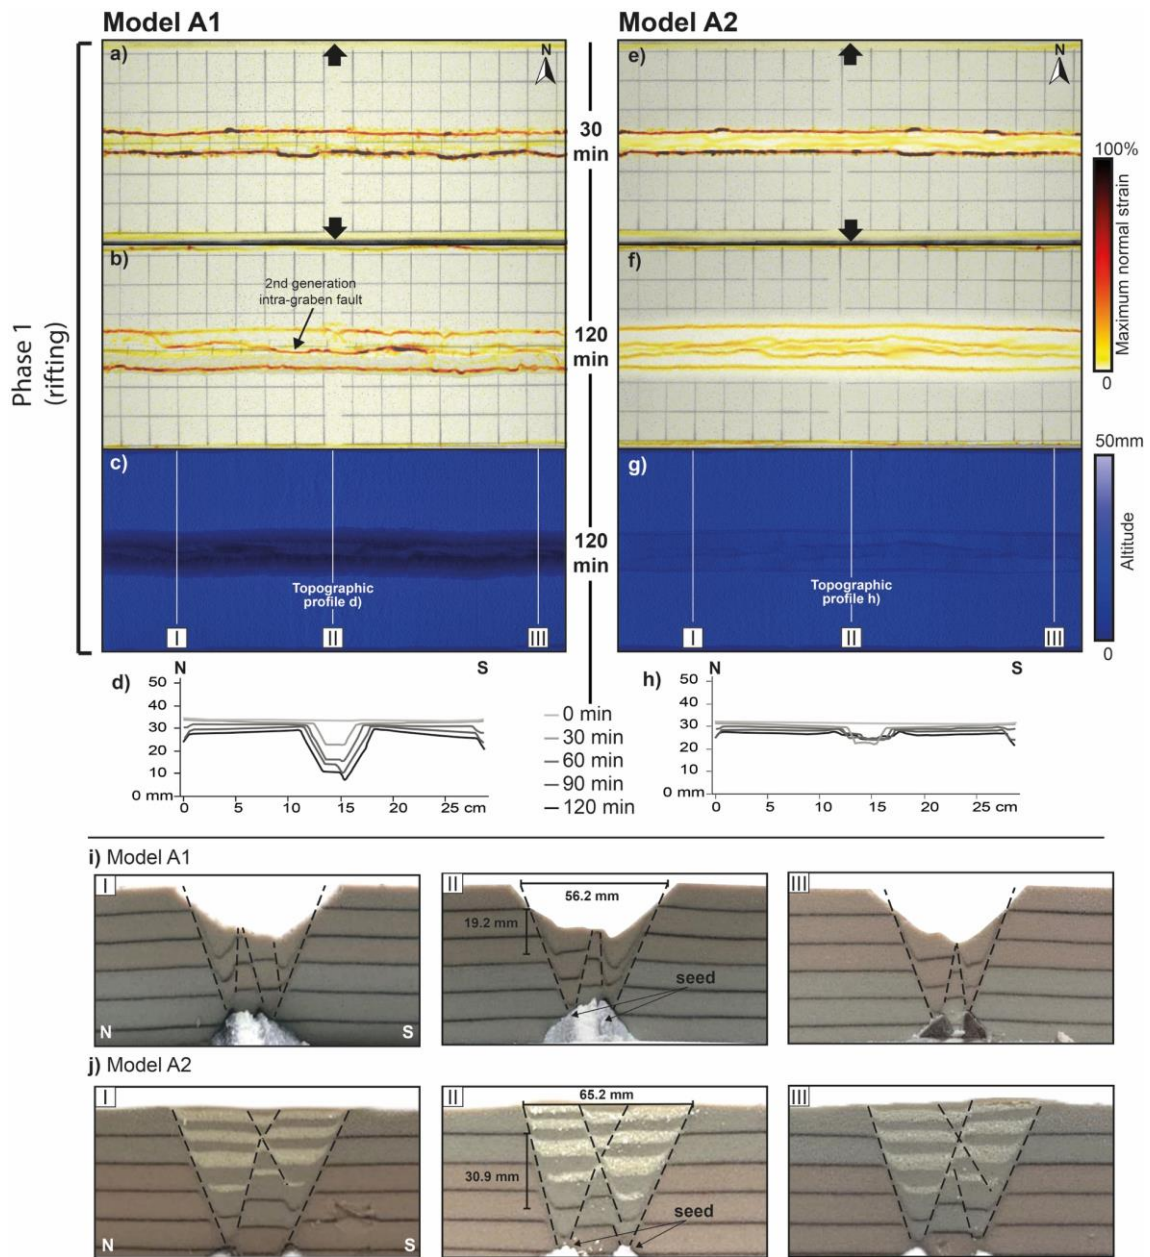 Model A1
Model A2
a)
N
30
min
e)
N
100%
Maximum normal strain
0
b)
2nd generation
intra-graben fault
120
min
f)
Phase 1
(rifting)
c)
Topographic
profile d)
I
II
III
120
min
g)
Topographic
profile h)
I
II
III
50mm
Altitude
0
d)
N
S
50
40
30
20
10
0 mm
0
5
10
15
20
25 cm
0 min
30 min
60 min
90 min
120 min
h)
N
S
50
40
30
20
10
0 mm
0
5
10
15
20
25 cm
i) Model A1
I
N
S
II
56.2 mm
19.2 mm
seed
III
j) Model A2
I
N
S
II
65.2 mm
30.9 mm
seed
III